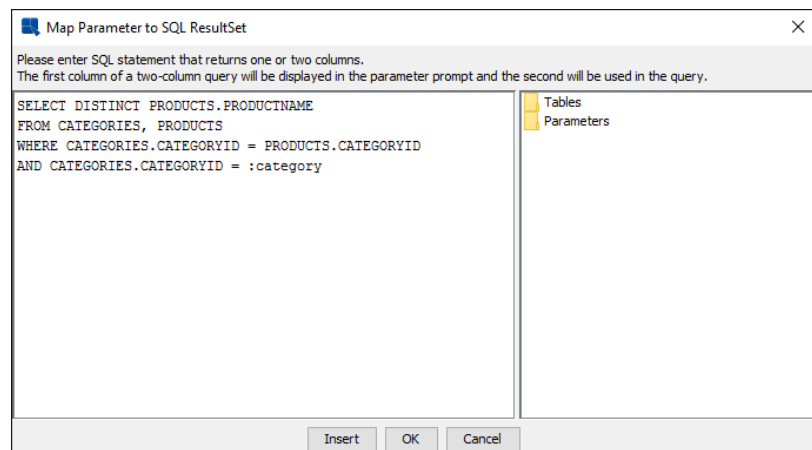 Map Parameter to SQL ResultSet
Please enter SQL statement that returns one or two columns.
The first column of a two-column query will be displayed in the parameter prompt and the second will be used in the query.
SELECT DISTINCT PRODUCTS.PRODUCTNAME
FROM CATEGORIES, PRODUCTS
WHERE CATEGORIES.CATEGORYID = PRODUCTS.CATEGORYID
AND CATEGORIES.CATEGORYID = :category
Tables
Parameters
Insert OK Cancel